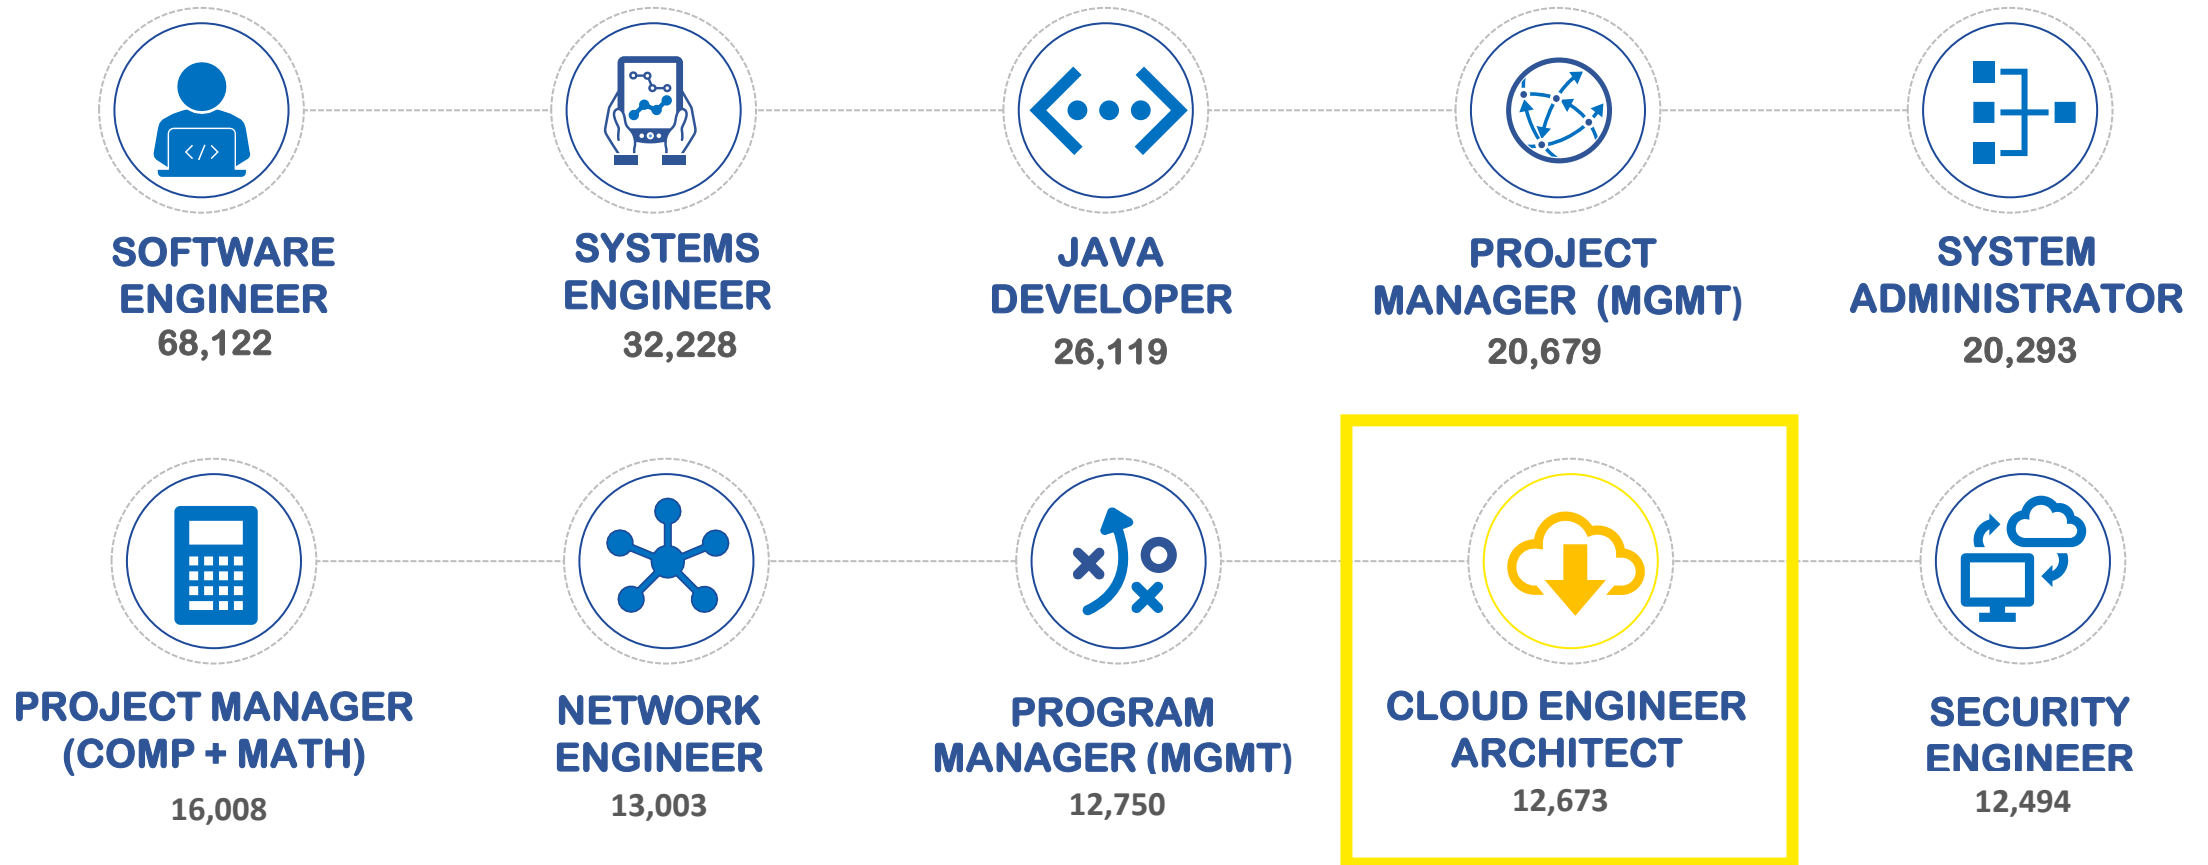 </>
SOFTWARE
ENGINEER
68,122
SYSTEMS
ENGINEER
32,228
JAVA
DEVELOPER
26,119
PROJECT
MANAGER (MGMT)
20,679
SYSTEM
ADMINISTRATOR
20,293
PROJECT MANAGER
(COMP + MATH)
16,008
NETWORK
ENGINEER
13,003
PROGRAM
MANAGER (MGMT)
12,750
CLOUD ENGINEER
ARCHITECT
12,673
SECURITY
ENGINEER
12,494